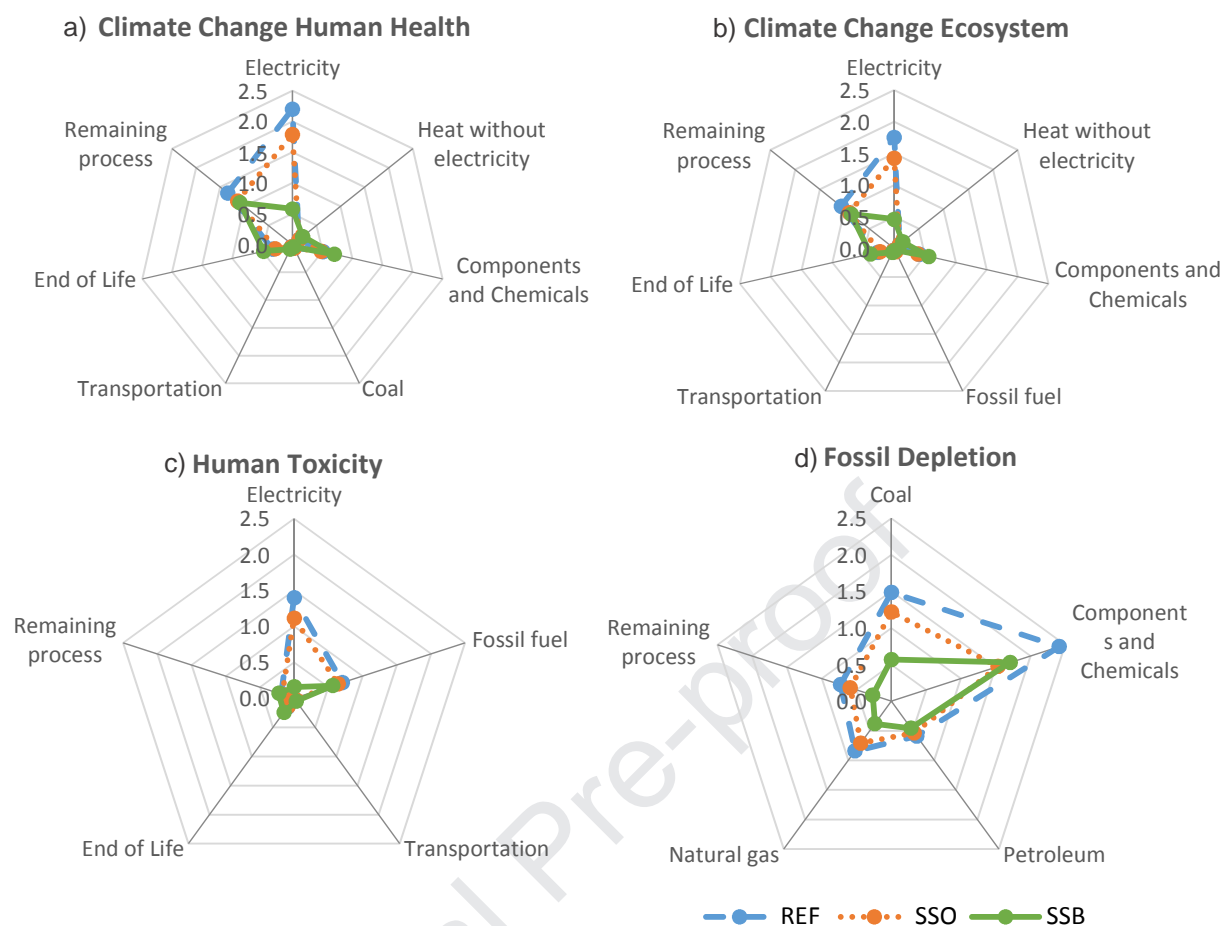 a) Climate Change Human Health
Electricity
2.5
2.0
1.5
1.0
0.5
0.0
Heat without
electricity
Components
and Chemicals
Coal
Transportation
End of Life
Remaining
process
b) Climate Change Ecosystem
Electricity
2.5
2.0
1.5
1.0
0.5
0.0
Heat without
electricity
Components and
Chemicals
Fossil fuel
Transportation
End of Life
Remaining
process
c) Human Toxicity
Electricity
2.5
2.0
1.5
1.0
0.5
0.0
Fossil fuel
Transportation
End of Life
Remaining
process
d) Fossil Depletion
Coal
2.5
2.0
1.5
1.0
0.5
0.0
Component
s and
Chemicals
Petroleum
Natural gas
Remaining
process
REF SSO SSB
Pre-proof